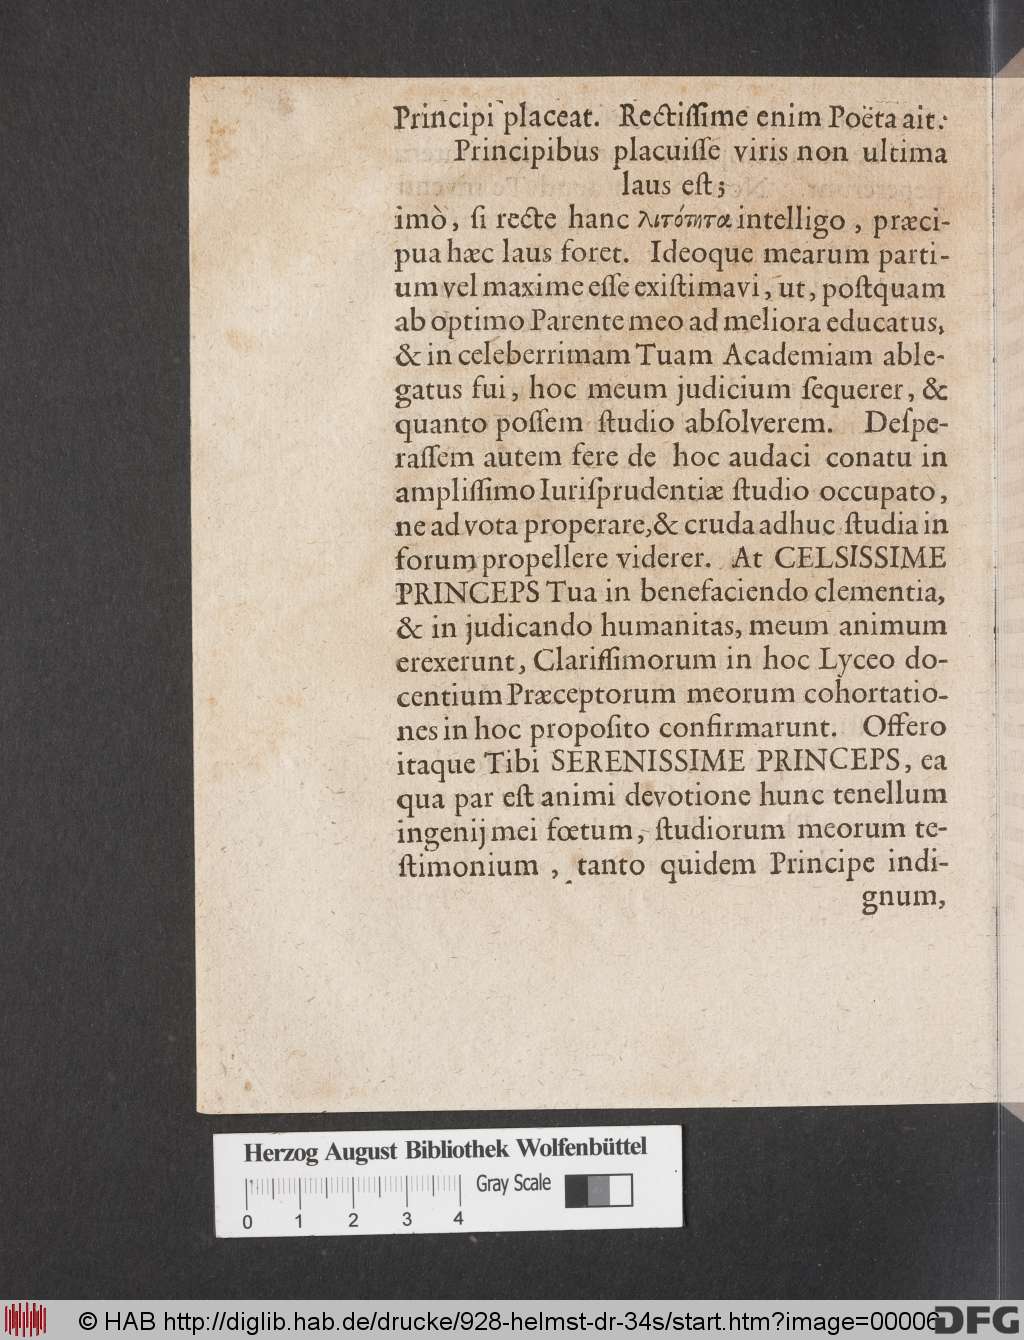 Principi placeat. Rectiſſime enim Poëta ait:
Principibus placuiſſe viris non ultima
laus eſt;
imò, ſi recte hanc λιτότητα intelligo, præci-
pua hæc laus foret. Ideoque mearum parti-
um vel maxime eſſe exiſtimavi, ut, poſtquam
ab optimo Parente meo ad meliora educatus,
& in celeberrimam Tuam Academiam able-
gatus fui, hoc meum judicium ſequerer, &
quanto poſſem ſtudio abſolverem. Deſpe-
raſſem autem fere de hoc audaci conatu in
ampliſſimo Iuriſprudentiæ ſtudio occupato,
ne ad vota properare, & cruda adhuc ſtudia in
forum propellere viderer. At CELSISSIME
PRINCEPS Tua in benefaciendo clementia,
& in judicando humanitas, meum animum
erexerunt, Clariſſimorum in hoc Lyceo do-
centium Præceptorum meorum cohortatio-
nes in hoc propoſito confirmarunt. Offero
itaque Tibi SERENISSIME PRINCEPS, ea
qua par eſt animi devotione hunc tenellum
ingenij mei fœtum, ſtudiorum meorum te-
ſtimonium, tanto quidem Principe indi-
gnum,
Herzog August Bibliothek Wolfenbüttel
Gray Scale
0 1 2 3 4
© HAB http://diglib.hab.de/drucke/928-helmst-dr-34s/start.htm?image=00006
DFG